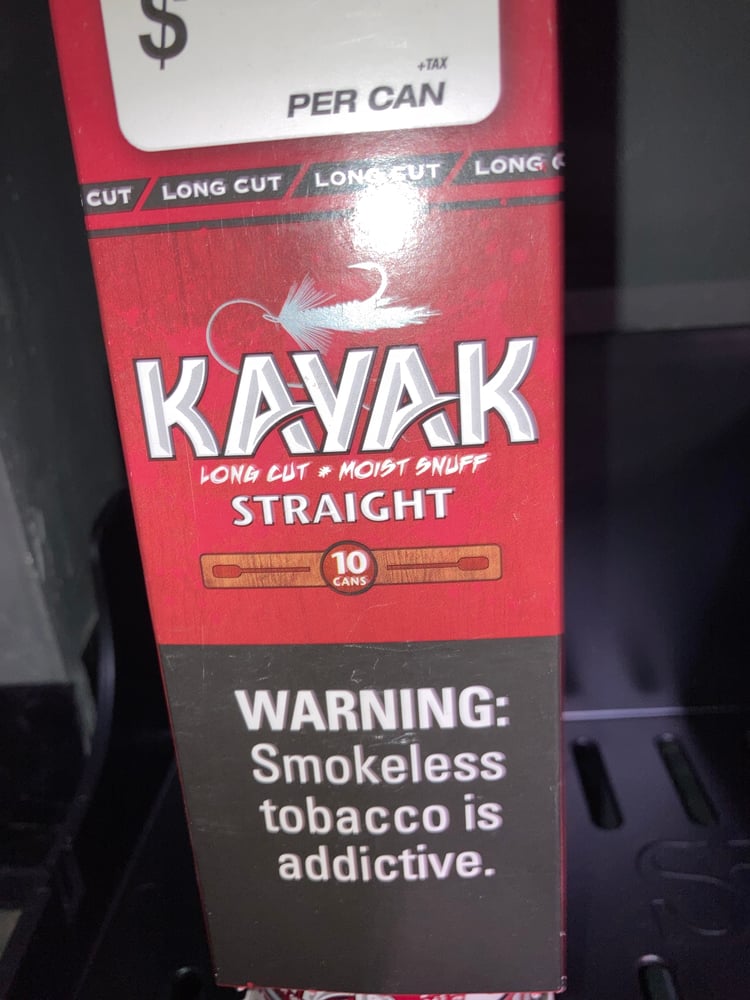 $
+TAX
PER CAN
CUT / LONG CUT / LONG CUT / LONG
KAYAK
LONG CUT * MOIST SNUFF
STRAIGHT
10
CANS
WARNING:
Smokeless
tobacco is
addictive.